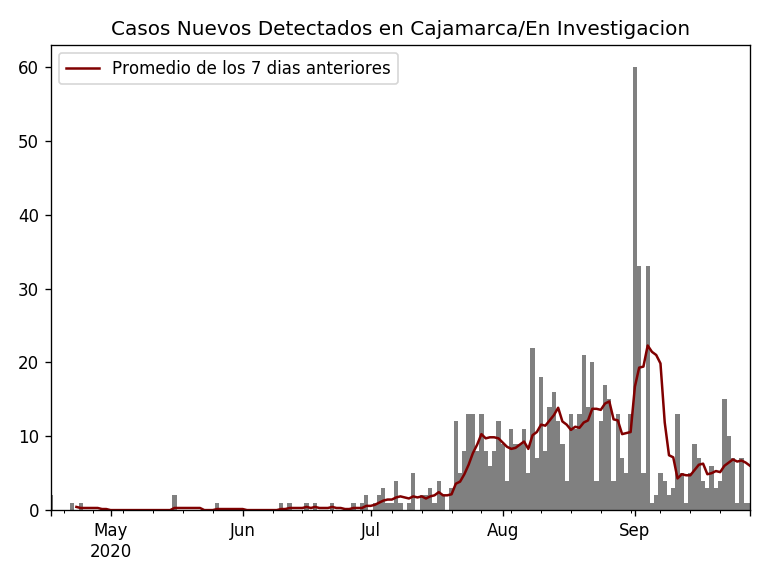 Casos Nuevos Detectados en Cajamarca/En Investigacion
Promedio de los 7 dias anteriores
60
50
40
30
20
10
0
May Jun Jul Aug Sep
2020